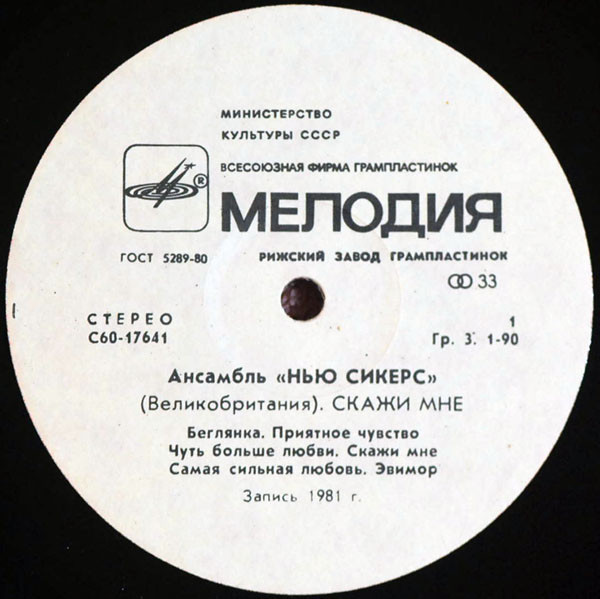 МИНИСТЕРСТВО
КУЛЬТУРЫ СССР
ВСЕСОЮЗНАЯ ФИРМА ГРАМПЛАСТИНОК
®
МЕЛОДИЯ
ГОСТ 5289-80
РИЖСКИЙ ЗАВОД ГРАМПЛАСТИНОК
33
СТЕРЕО
1
С60-17641
Гр. 3. 1-90
Ансамбль «НЬЮ СИКЕРС»
(Великобритания). СКАЖИ МНЕ
Беглянка. Приятное чувство
Чуть больше любви. Скажи мне
Самая сильная любовь. Эвимор
Запись 1981 г.